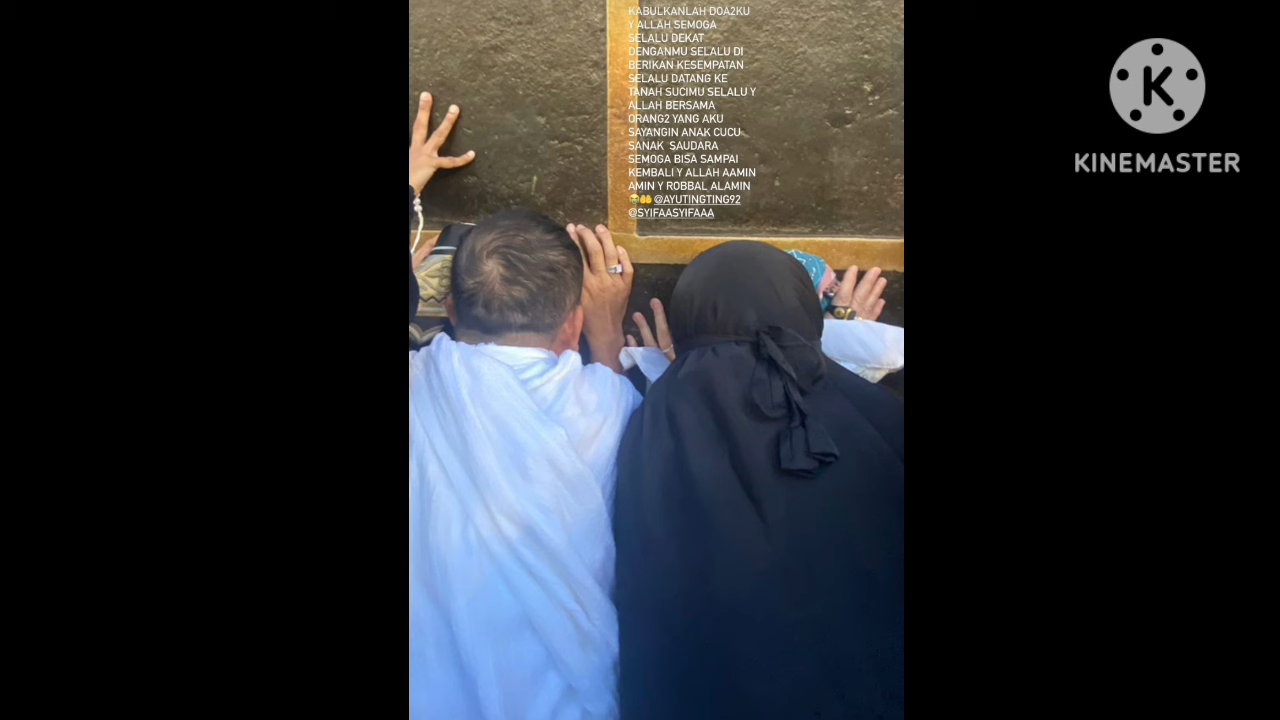 KABULKANLAH DOA2KU
Y ALLAH SEMOGA
SELALU DEKAT
DENGANMU SELALU DI
BERIKAN KESEMPATAN
SELALU DATANG KE
TANAH SUCIMU SELALU Y
ALLAH BERSAMA
ORANG2 YANG AKU
SAYANGIN ANAK CUCU
SANAK  SAUDARA
SEMOGA BISA SAMPAI
KEMBALI Y ALLAH AAMIN
AMIN Y ROBBAL ALAMIN
😭🤲 @AYUTINGTING92
@SYIFAASYIFAAA
K
KINEMASTER